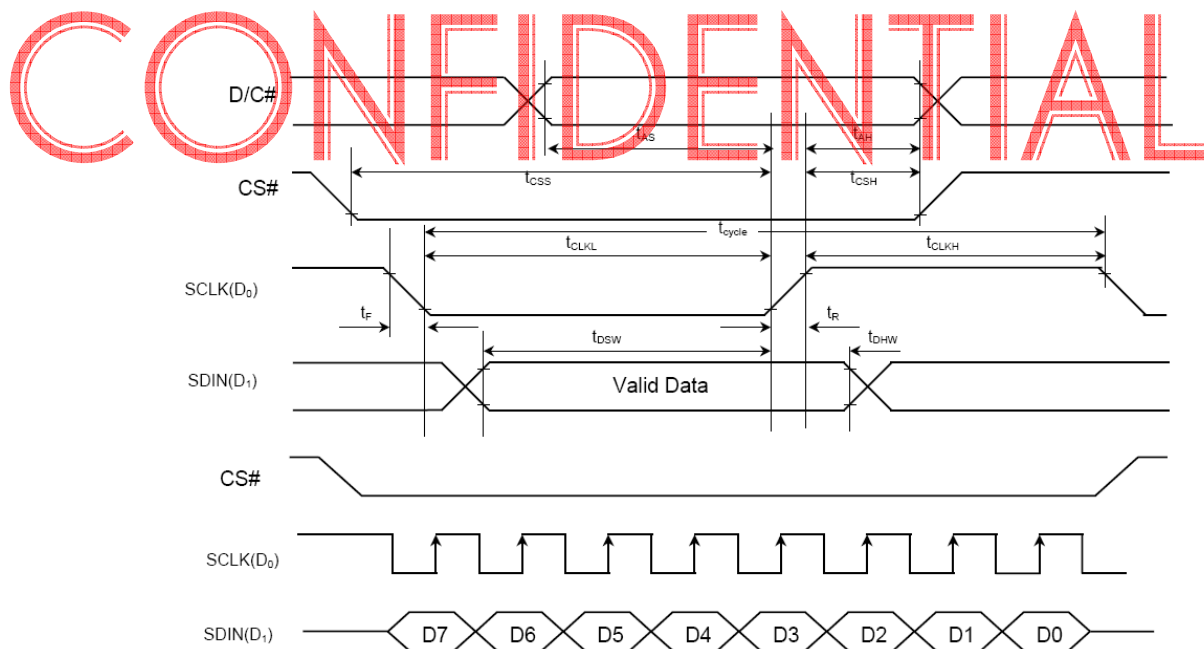 CONFIDENTIAL
D/C#
tAS tAH
CS#
tCSS tCSH
tcycle
tCLKL tCLKH
SCLK(D0)
tF tR
tDSW tDHW
SDIN(D1) Valid Data
CS#
SCLK(D0)
SDIN(D1) D7 D6 D5 D4 D3 D2 D1 D0